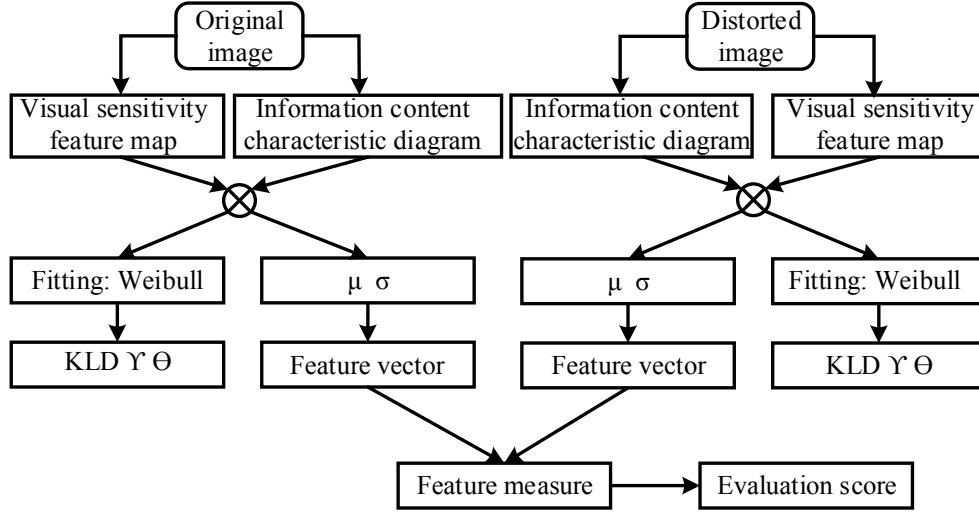 Original
image
Distorted
image
Visual sensitivity
feature map
Information content
characteristic diagram
Information content
characteristic diagram
Visual sensitivity
feature map
Fitting: Weibull
μ σ
μ σ
Fitting: Weibull
KLD ϒ Θ
Feature vector
Feature vector
KLD ϒ Θ
Feature measure
Evaluation score